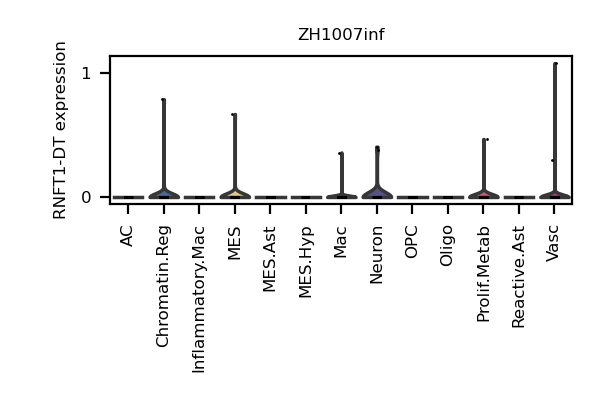 ZH1007inf
RNFT1-DT expression
1
0
AC
Chromatin.Reg
Inflammatory.Mac
MES
MES.Ast
MES.Hyp
Mac
Neuron
OPC
Oligo
Prolif.Metab
Reactive.Ast
Vasc